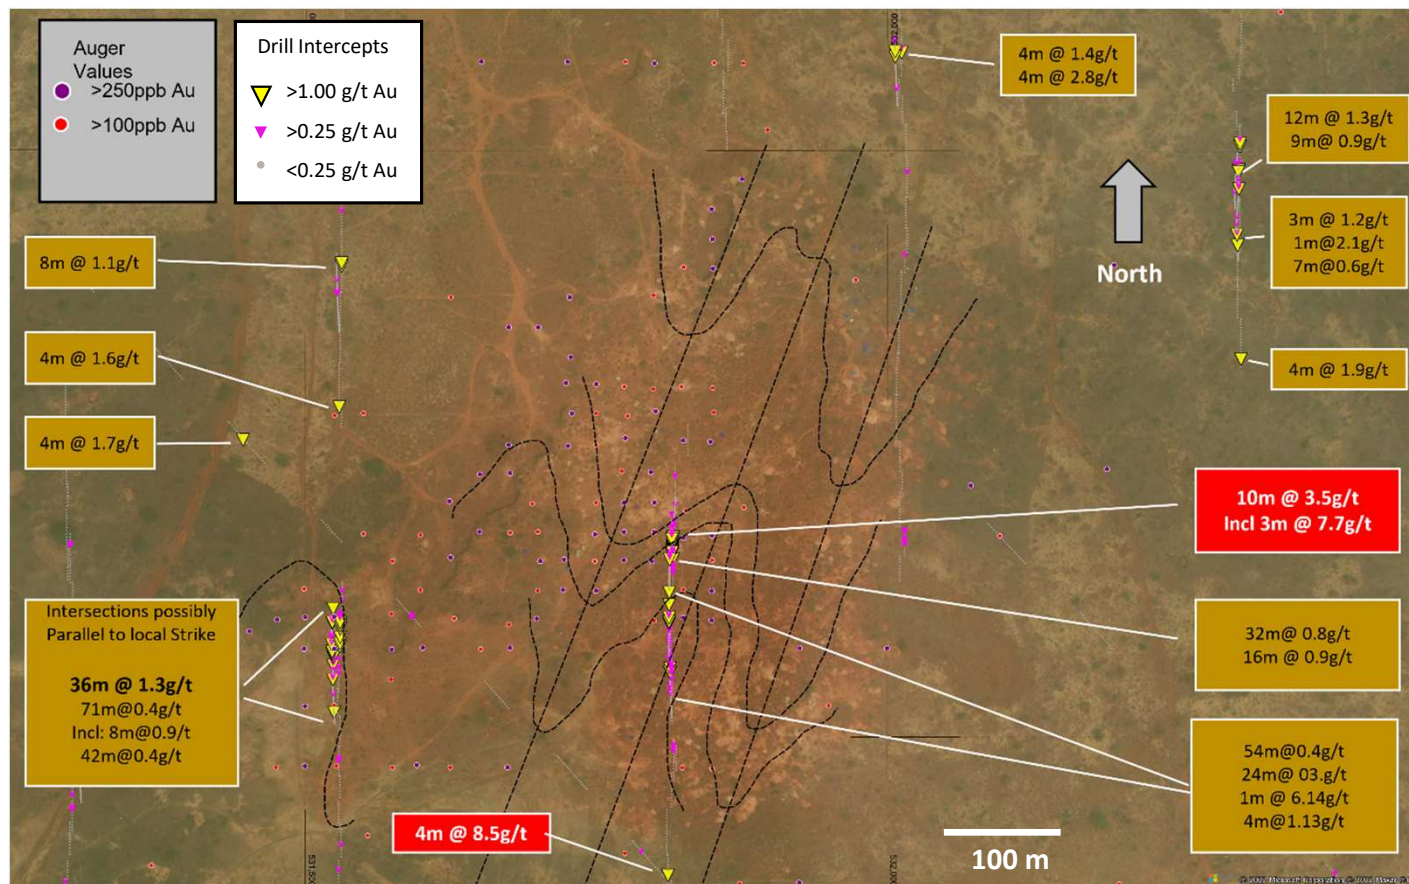 Auger
Values
>250ppb Au
>100ppb Au
Drill Intercepts
>1.00 g/t Au
>0.25 g/t Au
<0.25 g/t Au
4m @ 1.4g/t
4m @ 2.8g/t
12m @ 1.3g/t
9m@ 0.9g/t
3m @ 1.2g/t
1m@2.1g/t
7m@0.6g/t
North
8m @ 1.1g/t
4m @ 1.6g/t
4m @ 1.9g/t
4m @ 1.7g/t
10m @ 3.5g/t
Incl 3m @ 7.7g/t
Intersections possibly
Parallel to local Strike
36m @ 1.3g/t
71m@0.4g/t
Incl: 8m@0.9/t
42m@0.4g/t
32m@ 0.8g/t
16m @ 0.9g/t
54m@0.4g/t
24m@ 03.g/t
1m @ 6.14g/t
4m@1.13g/t
4m @ 8.5g/t
100 m
531,500
532,000